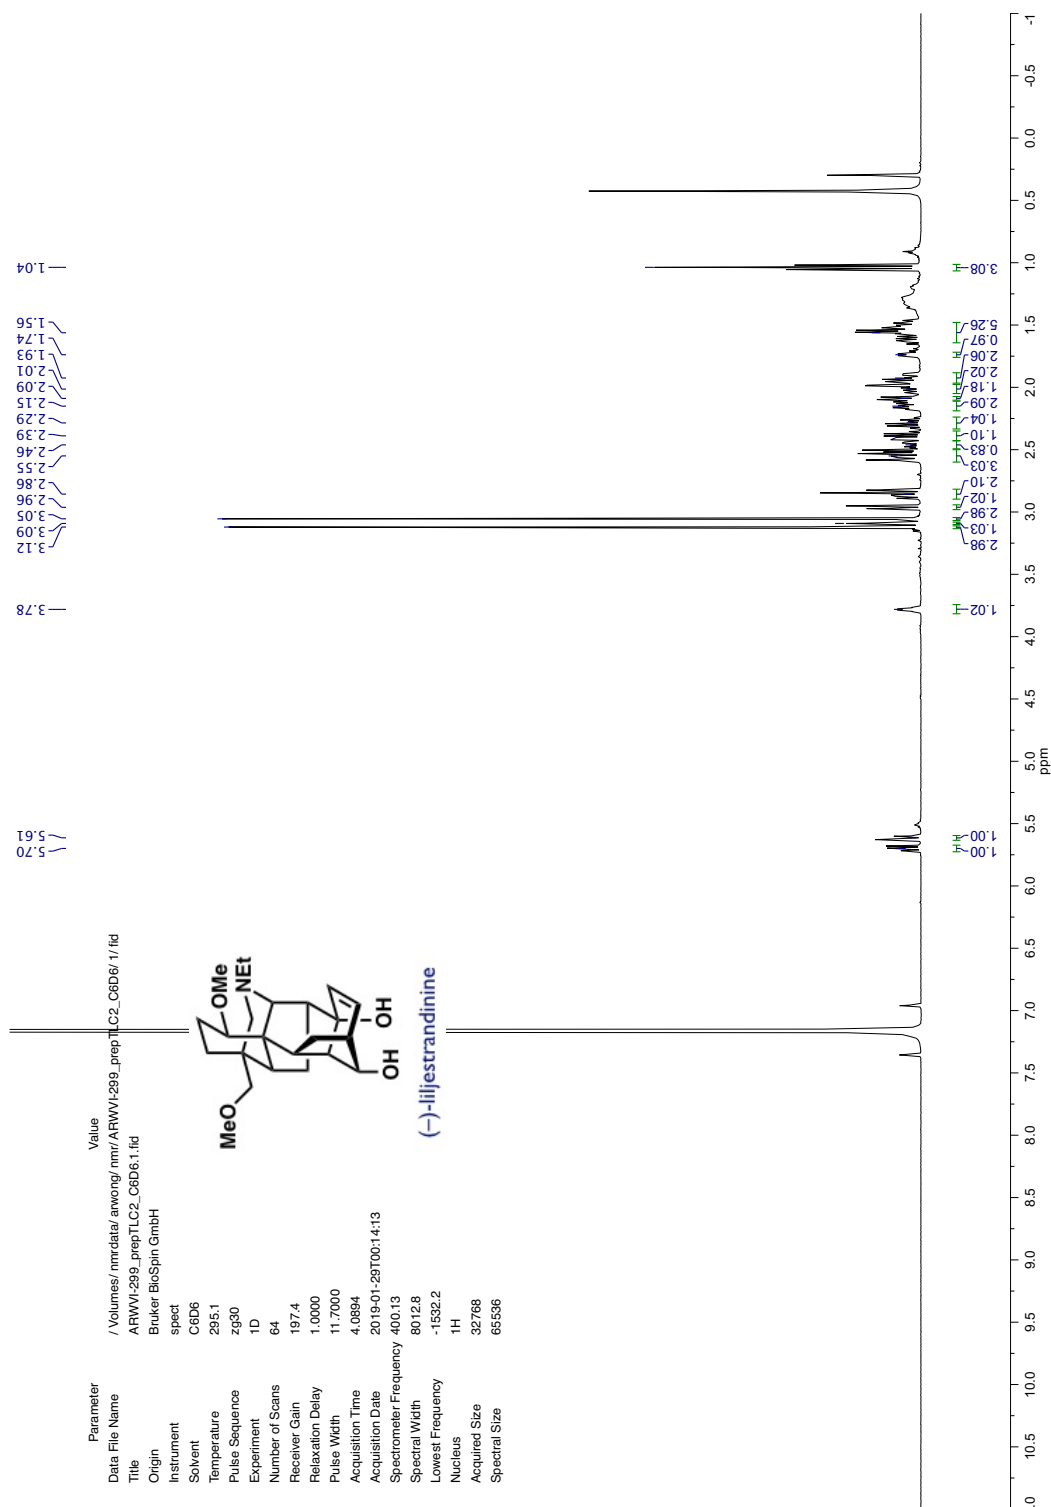 Parameter Value
Data File Name / Volumes/ nmrdata/ arwong/ nmr/ ARWVI-299_prepTLC2_C6D6/ 1/ fid
Title ARWVI-299_prepTLC2_C6D6.1.fid
Origin Bruker BioSpin GmbH
Instrument spect
Solvent C6D6
Temperature 295.1
Pulse Sequence zg30
Experiment 1D
Number of Scans 64
Receiver Gain 197.4
Relaxation Delay 1.0000
Pulse Width 11.7000
Acquisition Time 4.0894
Acquisition Date 2019-01-29T00:14:13
Spectrometer Frequency 400.13
Spectral Width 8012.8
Lowest Frequency -1532.2
Nucleus 1H
Acquired Size 32768
Spectral Size 65536
MeO
OMe
NEt
OH
OH
(–)-liljestrandinine
5.70
5.61
3.78
3.12
3.09
3.05
2.96
2.86
2.55
2.46
2.39
2.29
2.15
2.09
2.01
1.93
1.74
1.56
1.04
1.00
1.00
1.02
2.98
1.03
2.98
1.02
2.10
3.03
0.83
1.10
1.04
2.09
1.18
2.02
2.06
0.97
5.26
3.08
.0 10.5 10.0 9.5 9.0 8.5 8.0 7.5 7.0 6.5 6.0 5.5 5.0 4.5 4.0 3.5 3.0 2.5 2.0 1.5 1.0 0.5 0.0 -0.5 -1
ppm